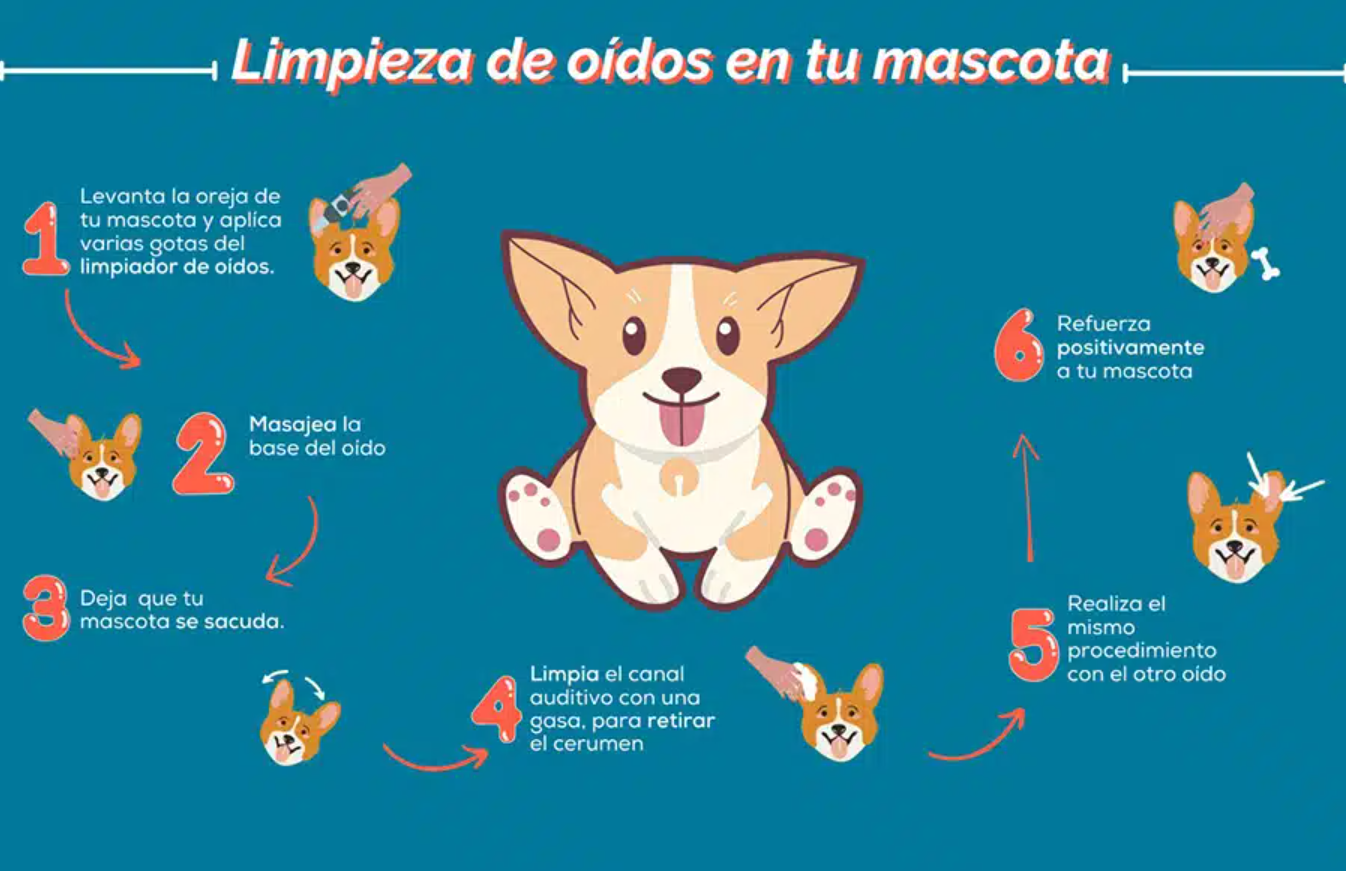 Limpieza de oídos en tu mascota
1
Levanta la oreja de
tu mascota y aplica
varias gotas del
limpiador de oídos.
2
Masajea la
base del oido
3
Deja que tu
mascota se sacuda.
4
Limpia el canal
auditivo con una
gasa, para retirar
el cerumen
5
Realiza el
mismo
procedimiento
con el otro oído
6
Refuerza
positivamente
a tu mascota